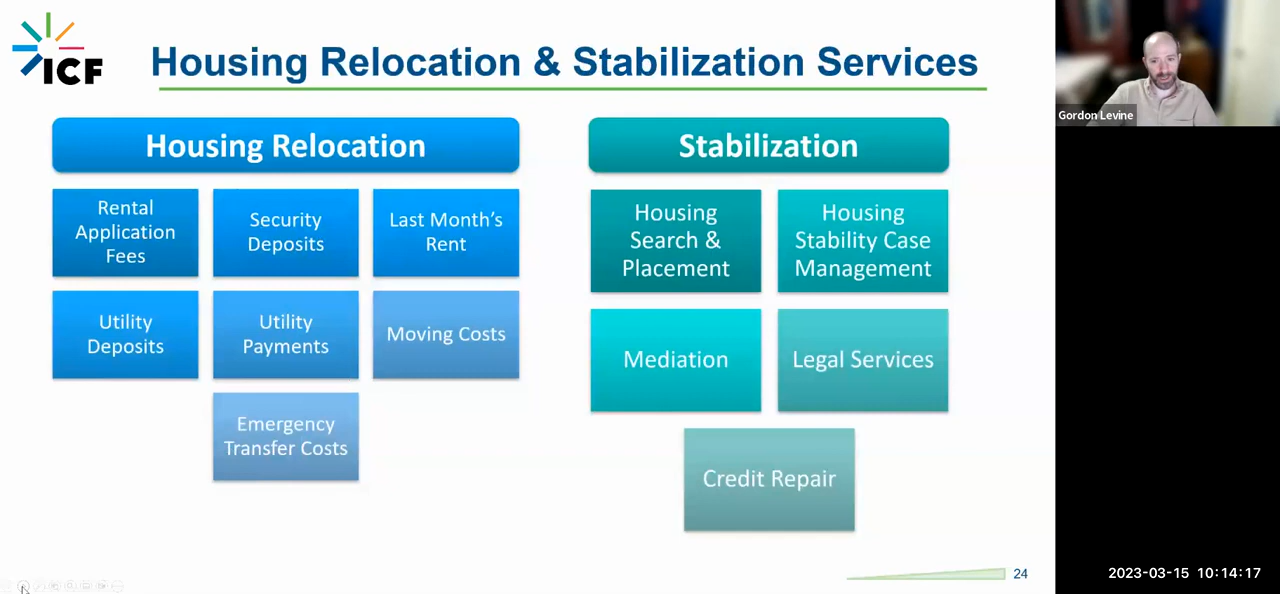 ICF
Housing Relocation & Stabilization Services
Housing Relocation
Rental
Application
Fees
Security
Deposits
Last Month's
Rent
Utility
Deposits
Utility
Payments
Moving Costs
Emergency
Transfer Costs
Stabilization
Housing
Search &
Placement
Housing
Stability Case
Management
Mediation
Legal Services
Credit Repair
24
Gordon Levine
2023-03-15 10:14:17